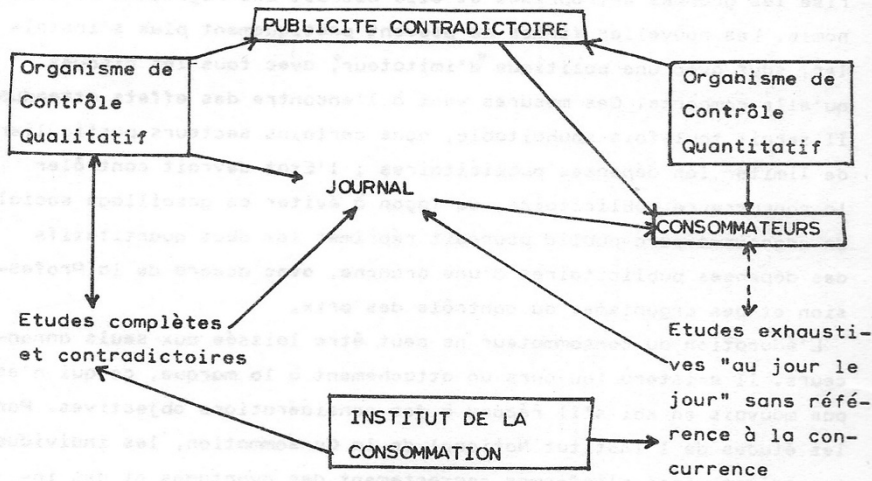 PUBLICITE CONTRADICTOIRE
Organisme de
Contrôle
Qualitatif
Organisme de
Contrôle
Quantitatif
JOURNAL
CONSOMMATEURS
Etudes complètes
et contradictoires
Etudes exhausti-
ves " au jour le
jour" sans réfé-
rence à la con-
currence
INSTITUT DE LA
CONSOMMATION